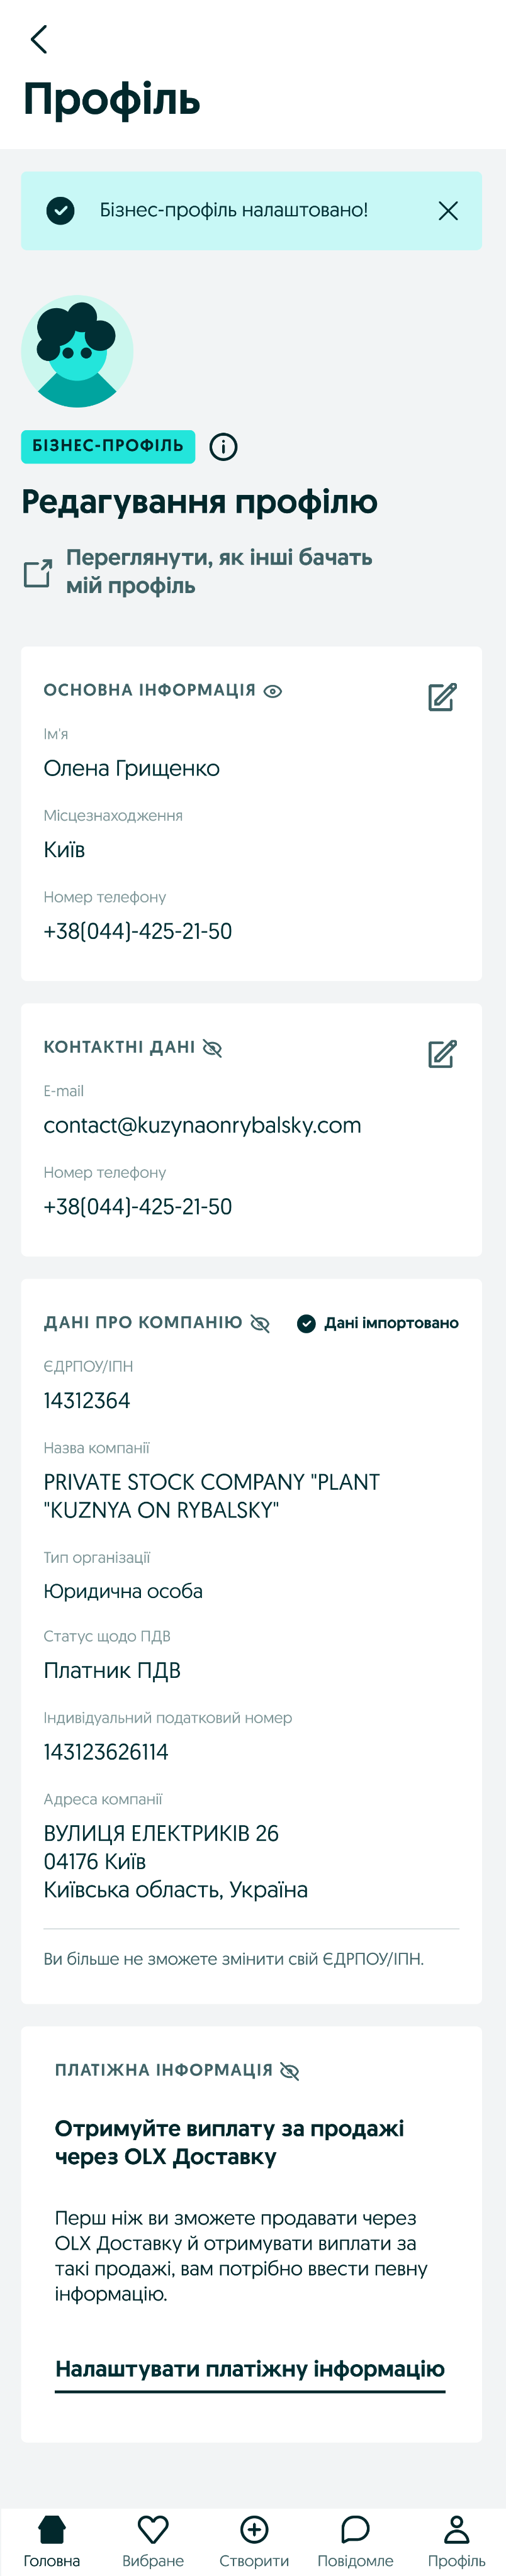 Профіль
Бізнес-профіль налаштовано!
БІЗНЕС-ПРОФІЛЬ
Редагування профілю
Переглянути, як інші бачать
мій профіль
ОСНОВНА ІНФОРМАЦІЯ
Ім'я
Олена Грищенко
Місцезнаходження
Київ
Номер телефону
+38(044)-425-21-50
КОНТАКТНІ ДАНІ
E-mail
contact@kuzynaonrybalsky.com
Номер телефону
+38(044)-425-21-50
ДАНІ ПРО КОМПАНІЮ
Дані імпортовано
ЄДРПОУ/ІПН
14312364
Назва компанії
PRIVATE STOCK COMPANY "PLANT
"KUZNYA ON RYBALSKY"
Тип організації
Юридична особа
Статус щодо ПДВ
Платник ПДВ
Індивідуальний податковий номер
143123626114
Адреса компанії
ВУЛИЦЯ ЕЛЕКТРИКІВ 26
04176 Київ
Київська область, Україна
Ви більше не зможете змінити свій ЄДРПОУ/ІПН.
ПЛАТІЖНА ІНФОРМАЦІЯ
Отримуйте виплату за продажі
через OLX Доставку
Перш ніж ви зможете продавати через
OLX Доставку й отримувати виплати за
такі продажі, вам потрібно ввести певну
інформацію.
Налаштувати платіжну інформацію
Головна Вибране Створити Повідомле Профіль